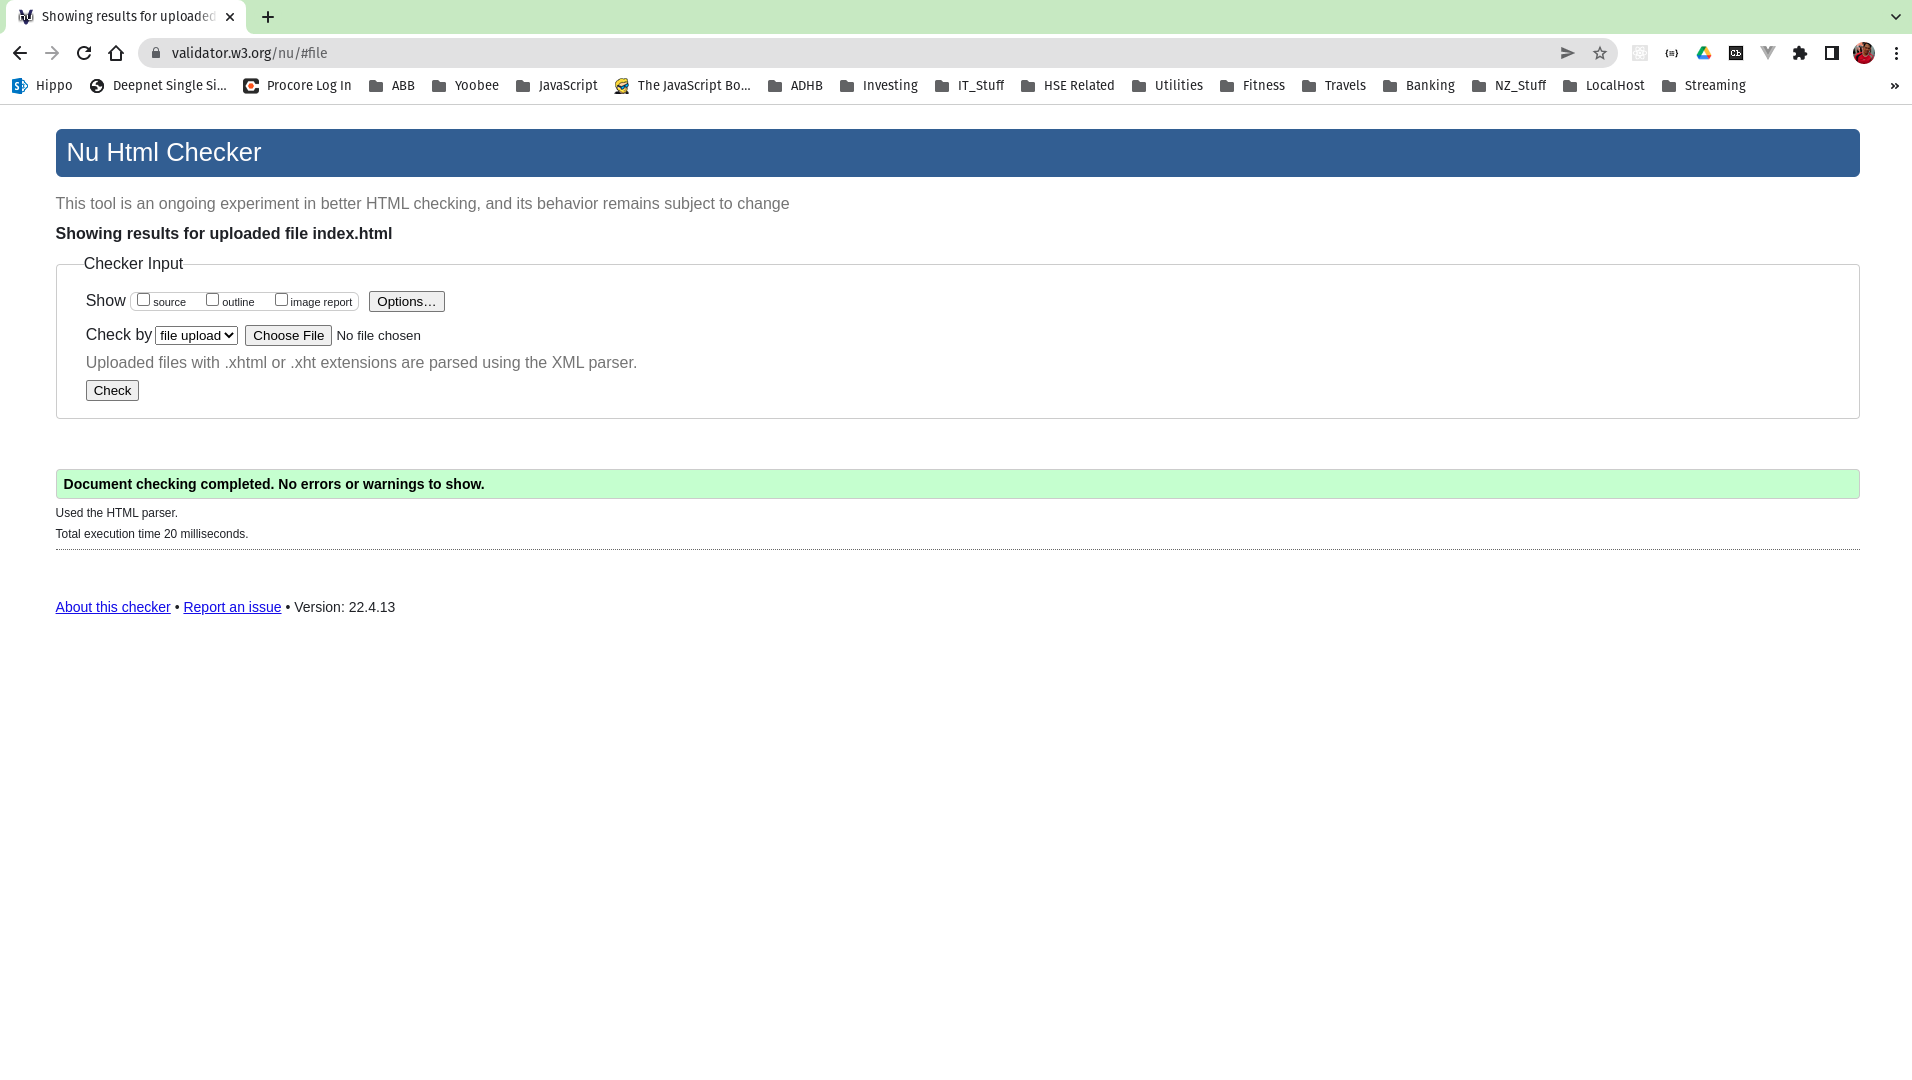 Showing results for uploaded
validator.w3.org/nu/#file
Hippo Deepnet Single Si... Procore Log In ABB Yoobee JavaScript The JavaScript Bo... ADHB Investing IT_Stuff HSE Related Utilities Fitness Travels Banking NZ_Stuff LocalHost Streaming »
Nu Html Checker
This tool is an ongoing experiment in better HTML checking, and its behavior remains subject to change
Showing results for uploaded file index.html
Checker Input
Show source outline image report Options...
Check by file upload Choose File No file chosen
Uploaded files with .xhtml or .xht extensions are parsed using the XML parser.
Check
Document checking completed. No errors or warnings to show.
Used the HTML parser.
Total execution time 20 milliseconds.
About this checker • Report an issue • Version: 22.4.13